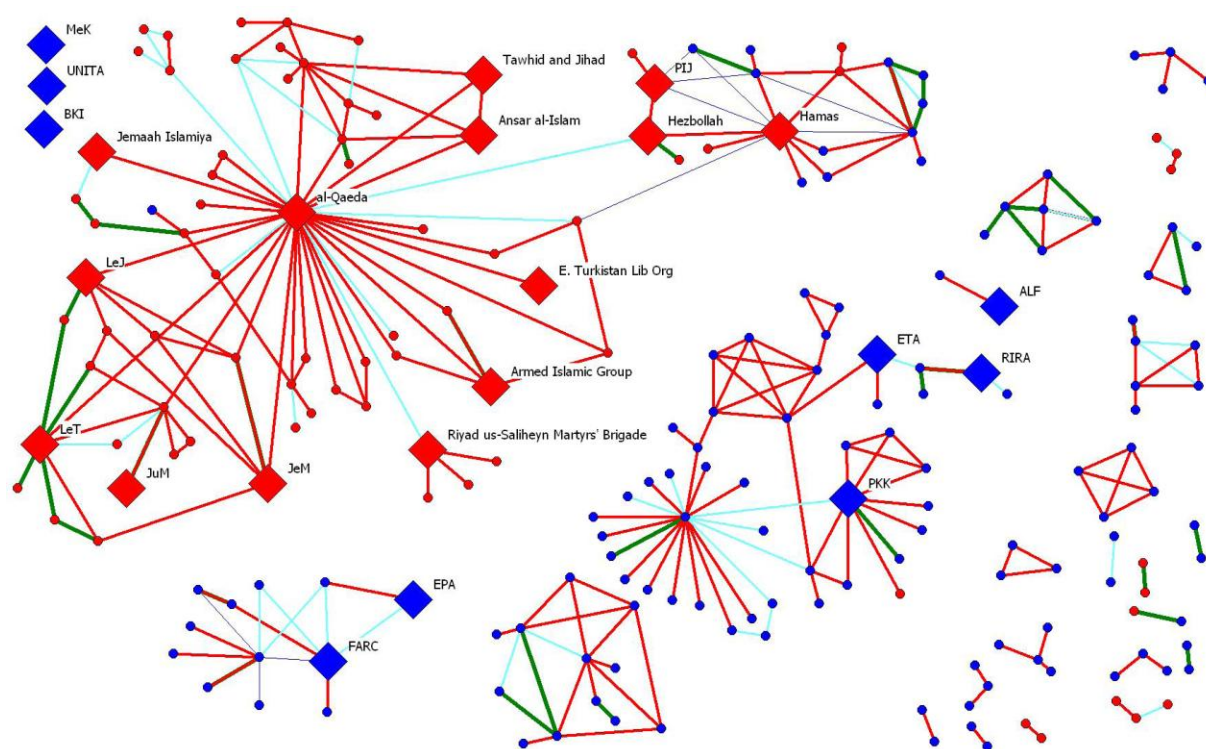 MeK
UNITA
BKI
Jemaah Islamiya
Tawhid and Jihad
Ansar al-Islam
PIJ
Hezbollah
Hamas
al-Qaeda
LeJ
E. Turkistan Lib Org
ALF
ETA
RIRA
Armed Islamic Group
LeT
JuM
JeM
Riyad us-Saliheyn Martyrs' Brigade
PKK
EPA
FARC